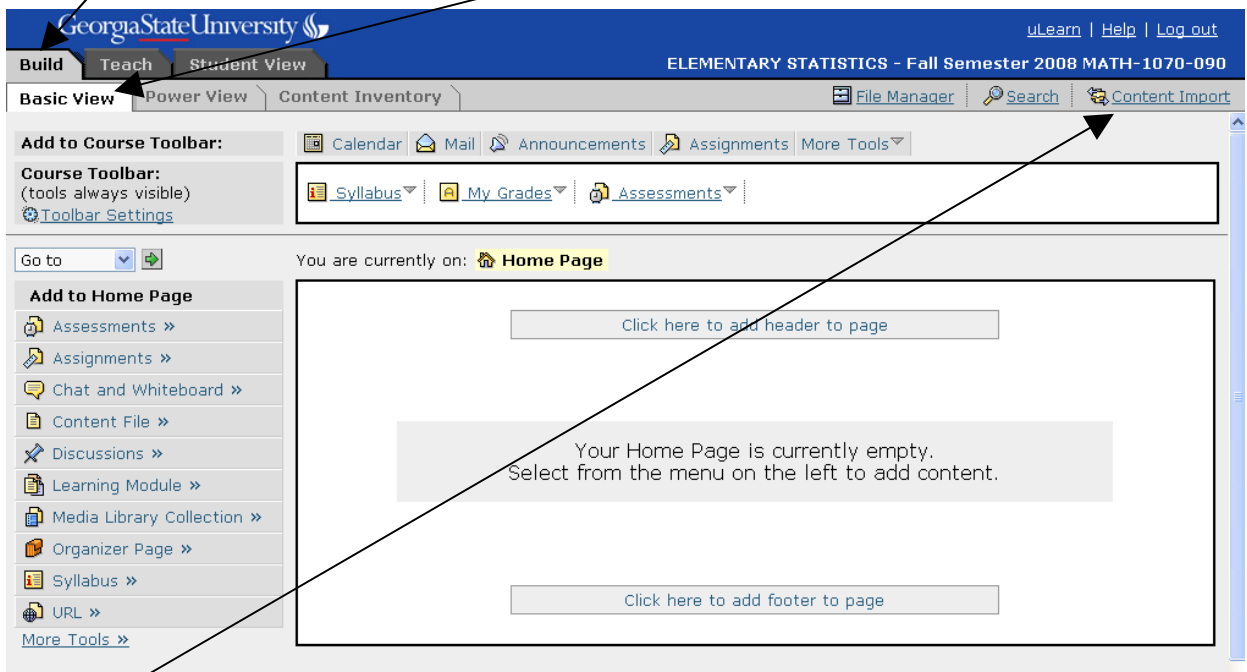 GeorgiaStateUniversity
uLearn | Help | Log out
Build Teach Student View ELEMENTARY STATISTICS - Fall Semester 2008 MATH-1070-090
Basic View Power View Content Inventory File Manager Search Content Import
Add to Course Toolbar: Calendar Mail Announcements Assignments More Tools
Course Toolbar:
(tools always visible)
Toolbar Settings
Syllabus My Grades Assessments
Go to You are currently on: Home Page
Add to Home Page
Assessments »
Assignments »
Chat and Whiteboard »
Content File »
Discussions »
Learning Module »
Media Library Collection »
Organizer Page »
Syllabus »
URL »
More Tools »
Click here to add header to page
Your Home Page is currently empty.
Select from the menu on the left to add content.
Click here to add footer to page